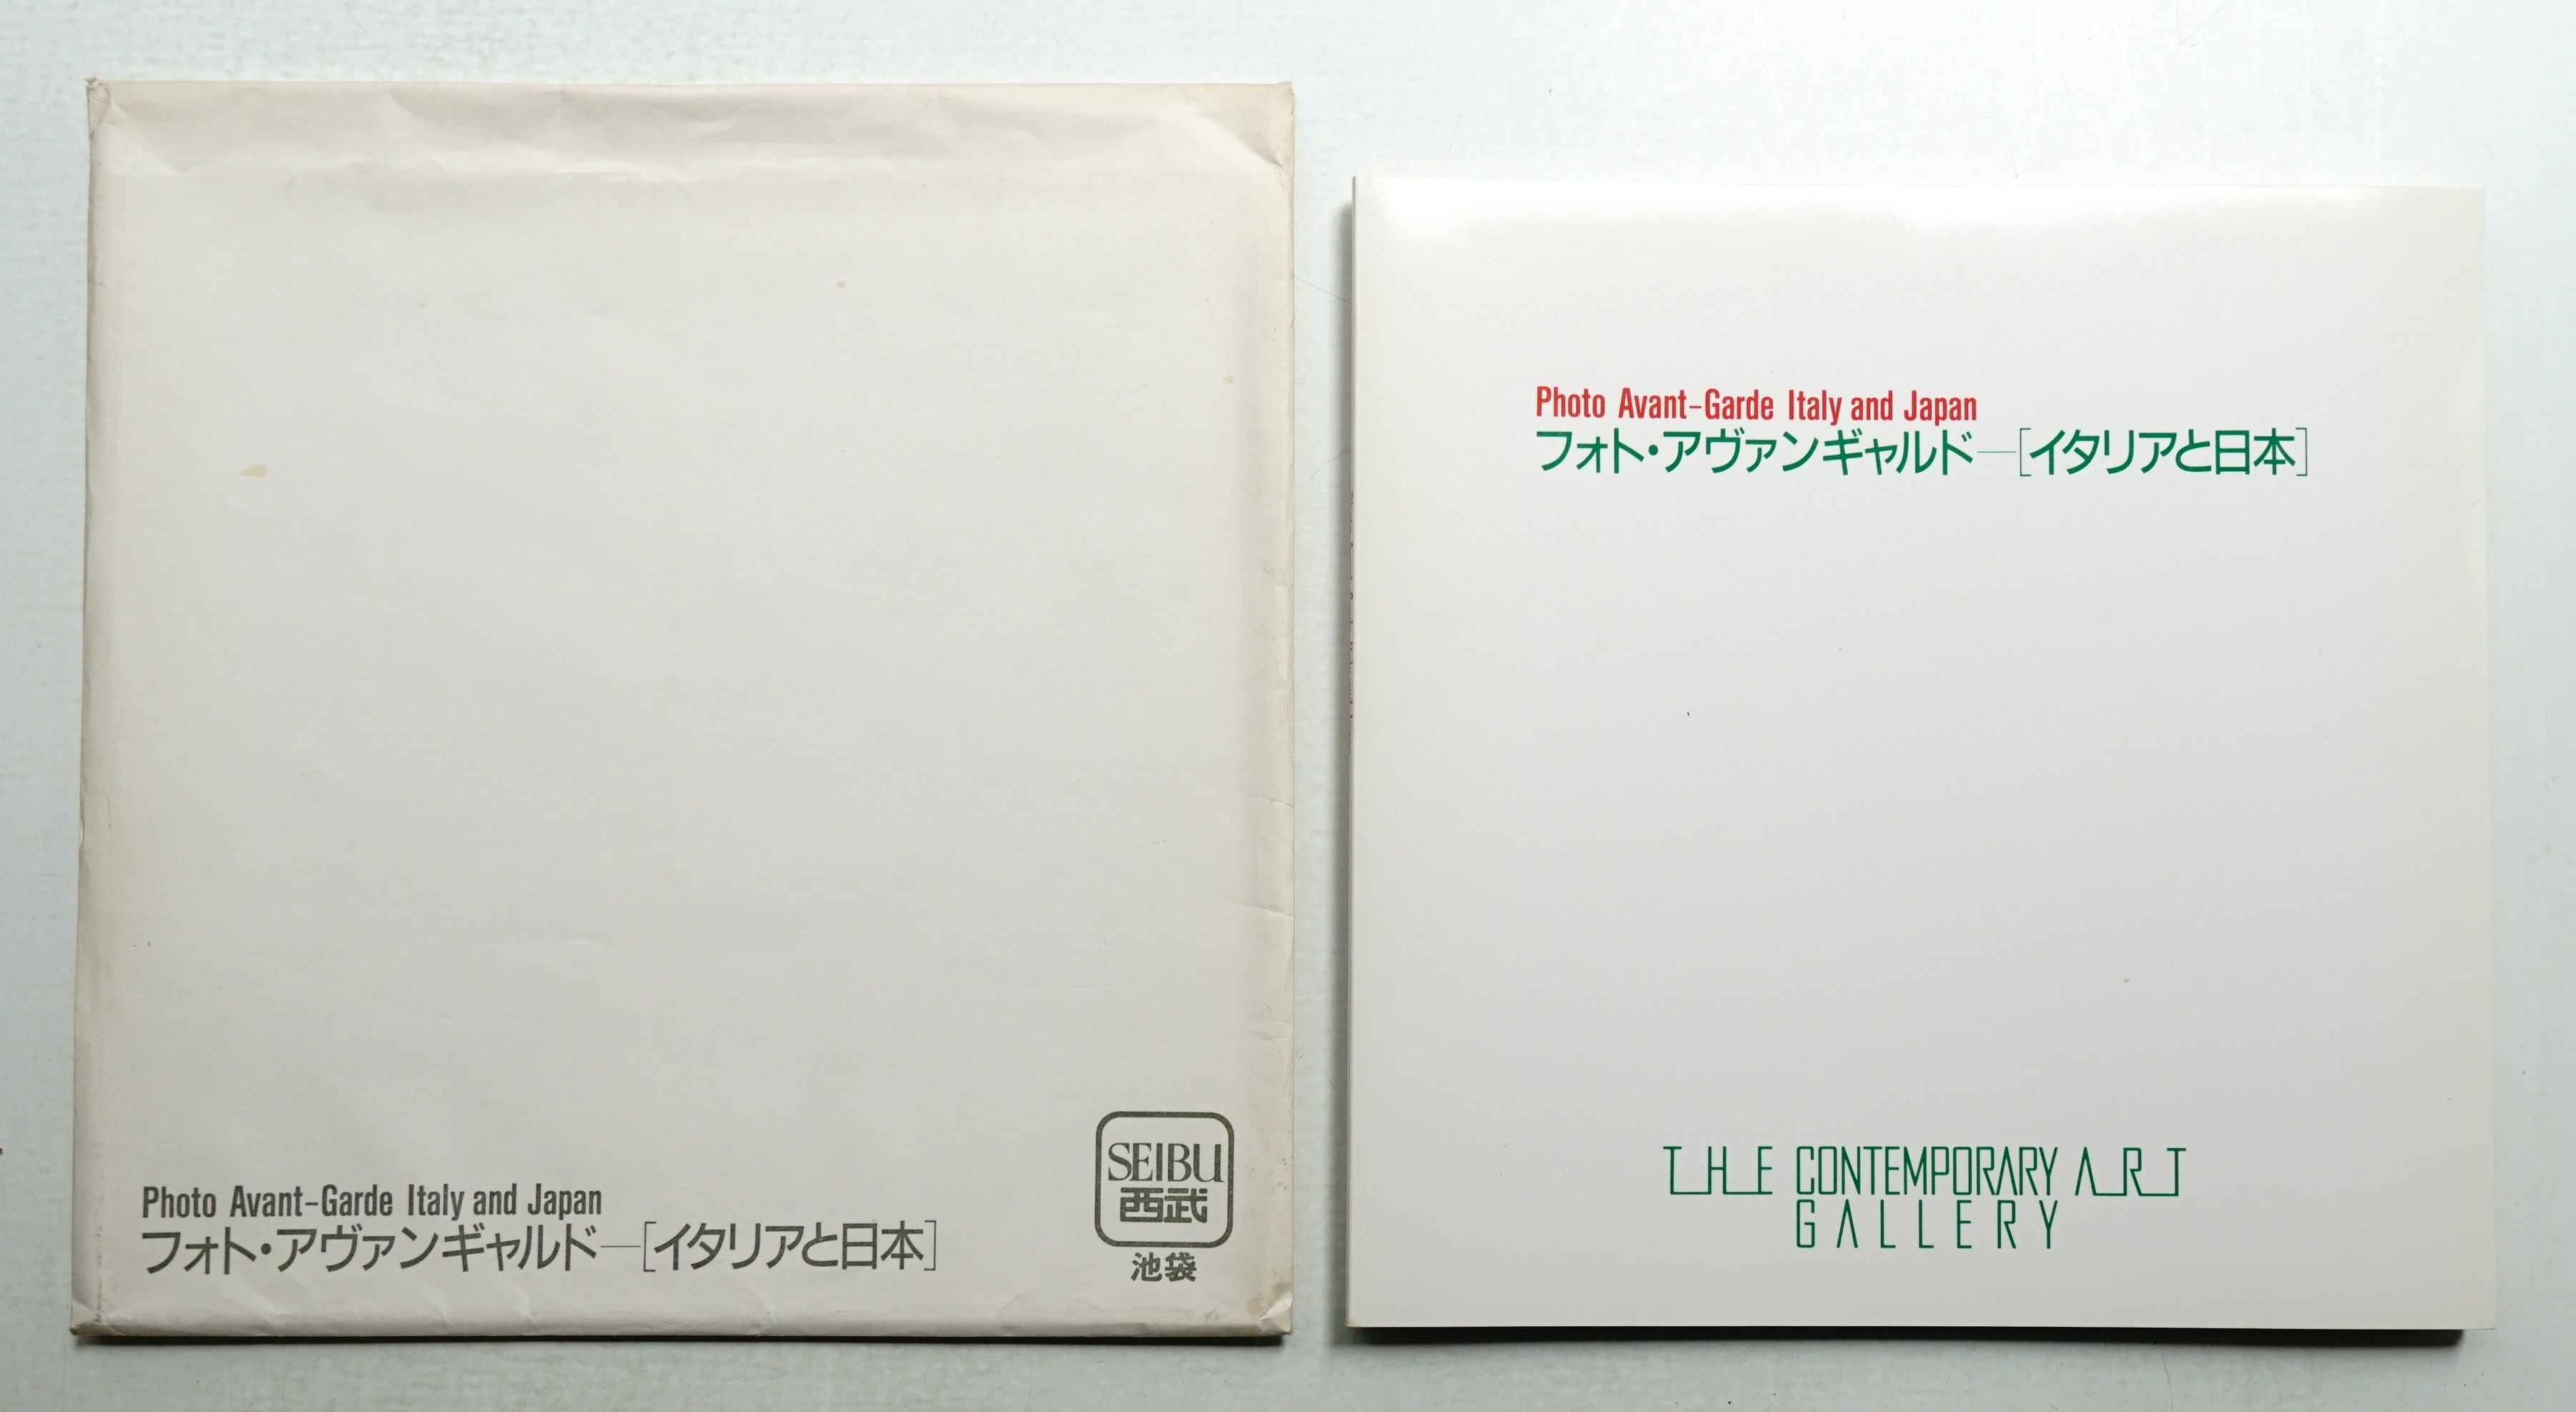 Photo Avant-Garde Italy and Japan
フォト・アヴァンギャルド―[イタリアと日本]
SEIBU
西武
池袋
Photo Avant-Garde Italy and Japan
フォト・アヴァンギャルド―[イタリアと日本]
THE CONTEMPORARY ART
GALLERY